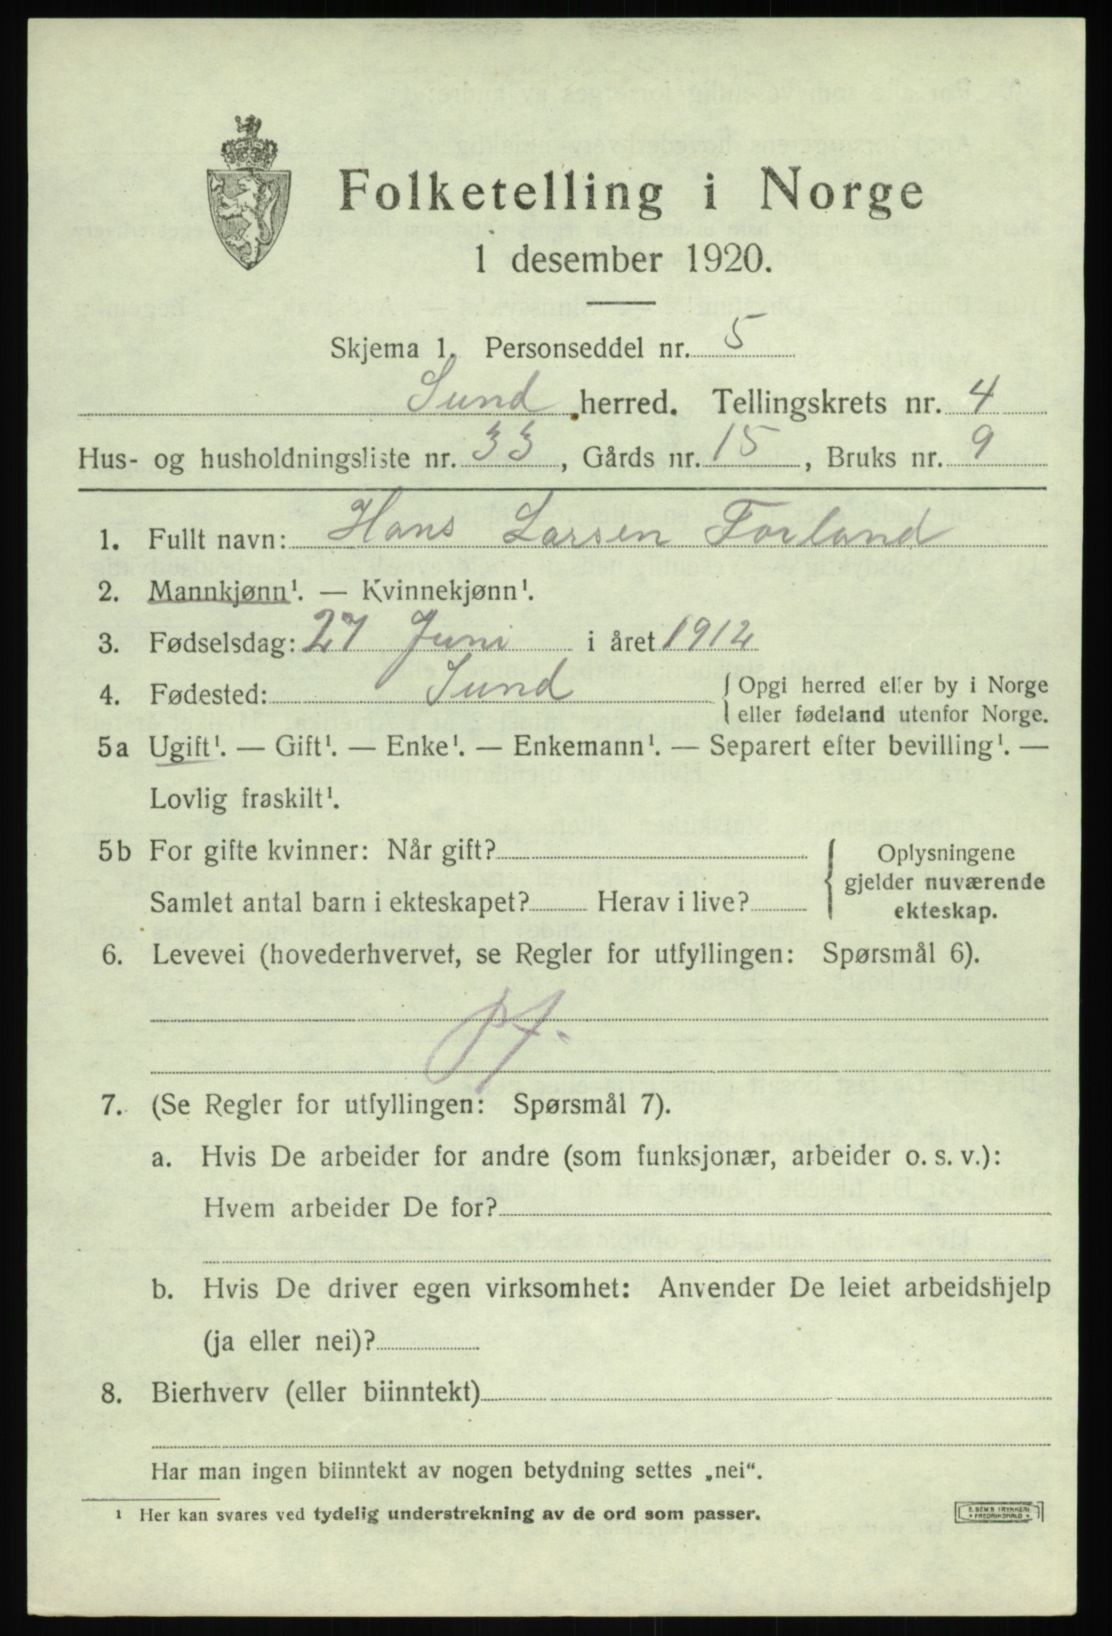 Folketelling i Norge
1 desember 1920.
Skjema 1. Personseddel nr. 5
Sund herred. Tellingskrets nr. 4
Hus- og husholdningsliste nr. 33, Gårds nr. 15, Bruks nr. 9
1. Fullt navn: Hans Larsen Forland
2. Mannkjønn¹. — Kvinnekjønn¹.
3. Fødselsdag: 27 Juni i året 1912
4. Fødested: Sund { Opgi herred eller by i Norge
eller fødeland utenfor Norge.
5a Ugift¹. — Gift¹. — Enke¹. — Enkemann¹. — Separert efter bevilling¹. —
Lovlig fraskilt¹.
5b For gifte kvinner: Når gift?
Samlet antal barn i ekteskapet? Herav i live?
{ Oplysningene
gjelder nuværende
ekteskap.
6. Levevei (hovederhvervet, se Regler for utfyllingen: Spørsmål 6).
pf.
7. (Se Regler for utfyllingen: Spørsmål 7).
a. Hvis De arbeider for andre (som funksjonær, arbeider o. s. v.):
Hvem arbeider De for?
b. Hvis De driver egen virksomhet: Anvender De leiet arbeidshjelp
(ja eller nei)?
8. Bierhverv (eller biinntekt)
Har man ingen biinntekt av nogen betydning settes „nei“.
¹ Her kan svares ved tydelig understrekning av de ord som passer.